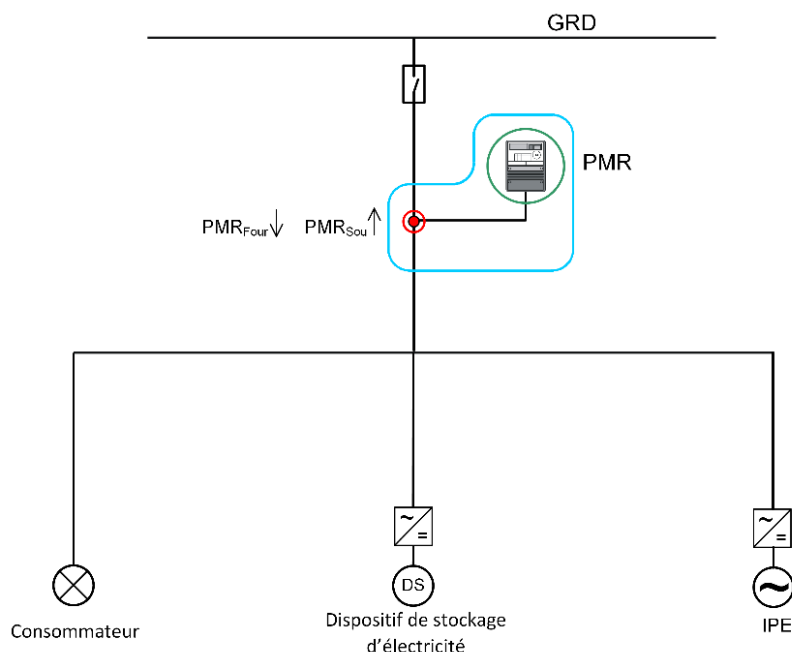 GRD
PMR
PMRFour↓ PMRSou↑
~
=
~
=
DS
Consommateur
Dispositif de stockage
d'électricité
~
IPE